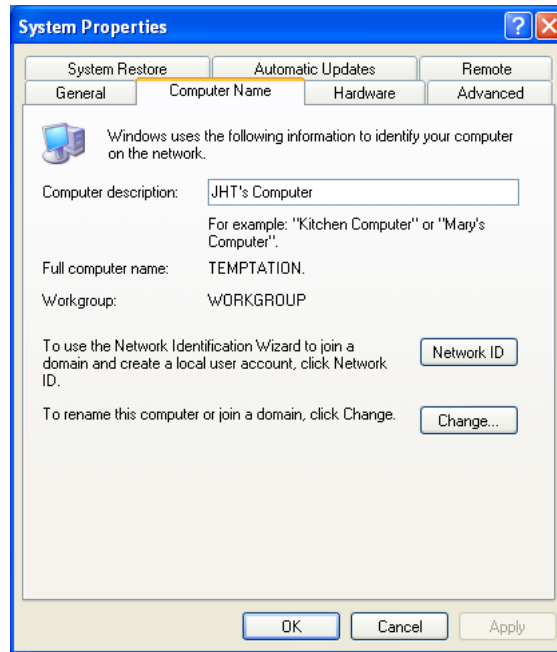 System Properties
System Restore Automatic Updates Remote
General Computer Name Hardware Advanced
Windows uses the following information to identify your computer
on the network.
Computer description: JHT's Computer
For example: "Kitchen Computer" or "Mary's
Computer".
Full computer name: TEMPTATION.
Workgroup: WORKGROUP
To use the Network Identification Wizard to join a
domain and create a local user account, click Network
ID.
Network ID
To rename this computer or join a domain, click Change.
Change...
OK Cancel Apply